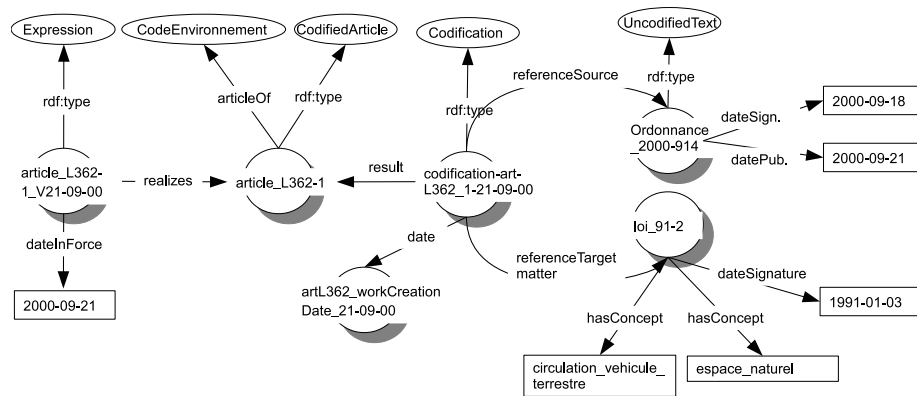 Expression
CodeEnvironnement
CodifiedArticle
Codification
UncodifiedText
referenceSource
rdf:type
articleOf
rdf:type
rdf:type
rdf:type
2000-09-18
dateSign.
Ordonnance
_2000-914
datePub.
2000-09-21
article_L362-
1_V21-09-00
realizes
article_L362-1
result
codification-art-
L362_1-21-09-00
loi_91-2
dateInForce
date
referenceTarget
matter
dateSignature
2000-09-21
artL362_workCreation
Date_21-09-00
1991-01-03
hasConcept
hasConcept
circulation_vehicule_
terrestre
espace_naturel